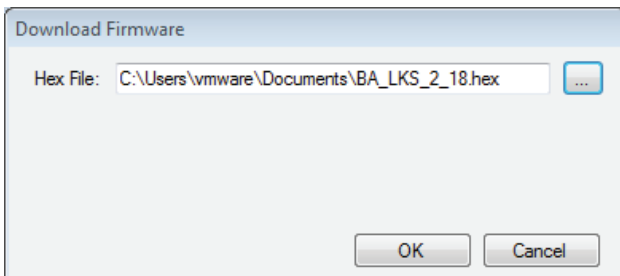 Download Firmware
Hex File: C:\Users\vmware\Documents\BA_LKS_2_18.hex ...
OK Cancel